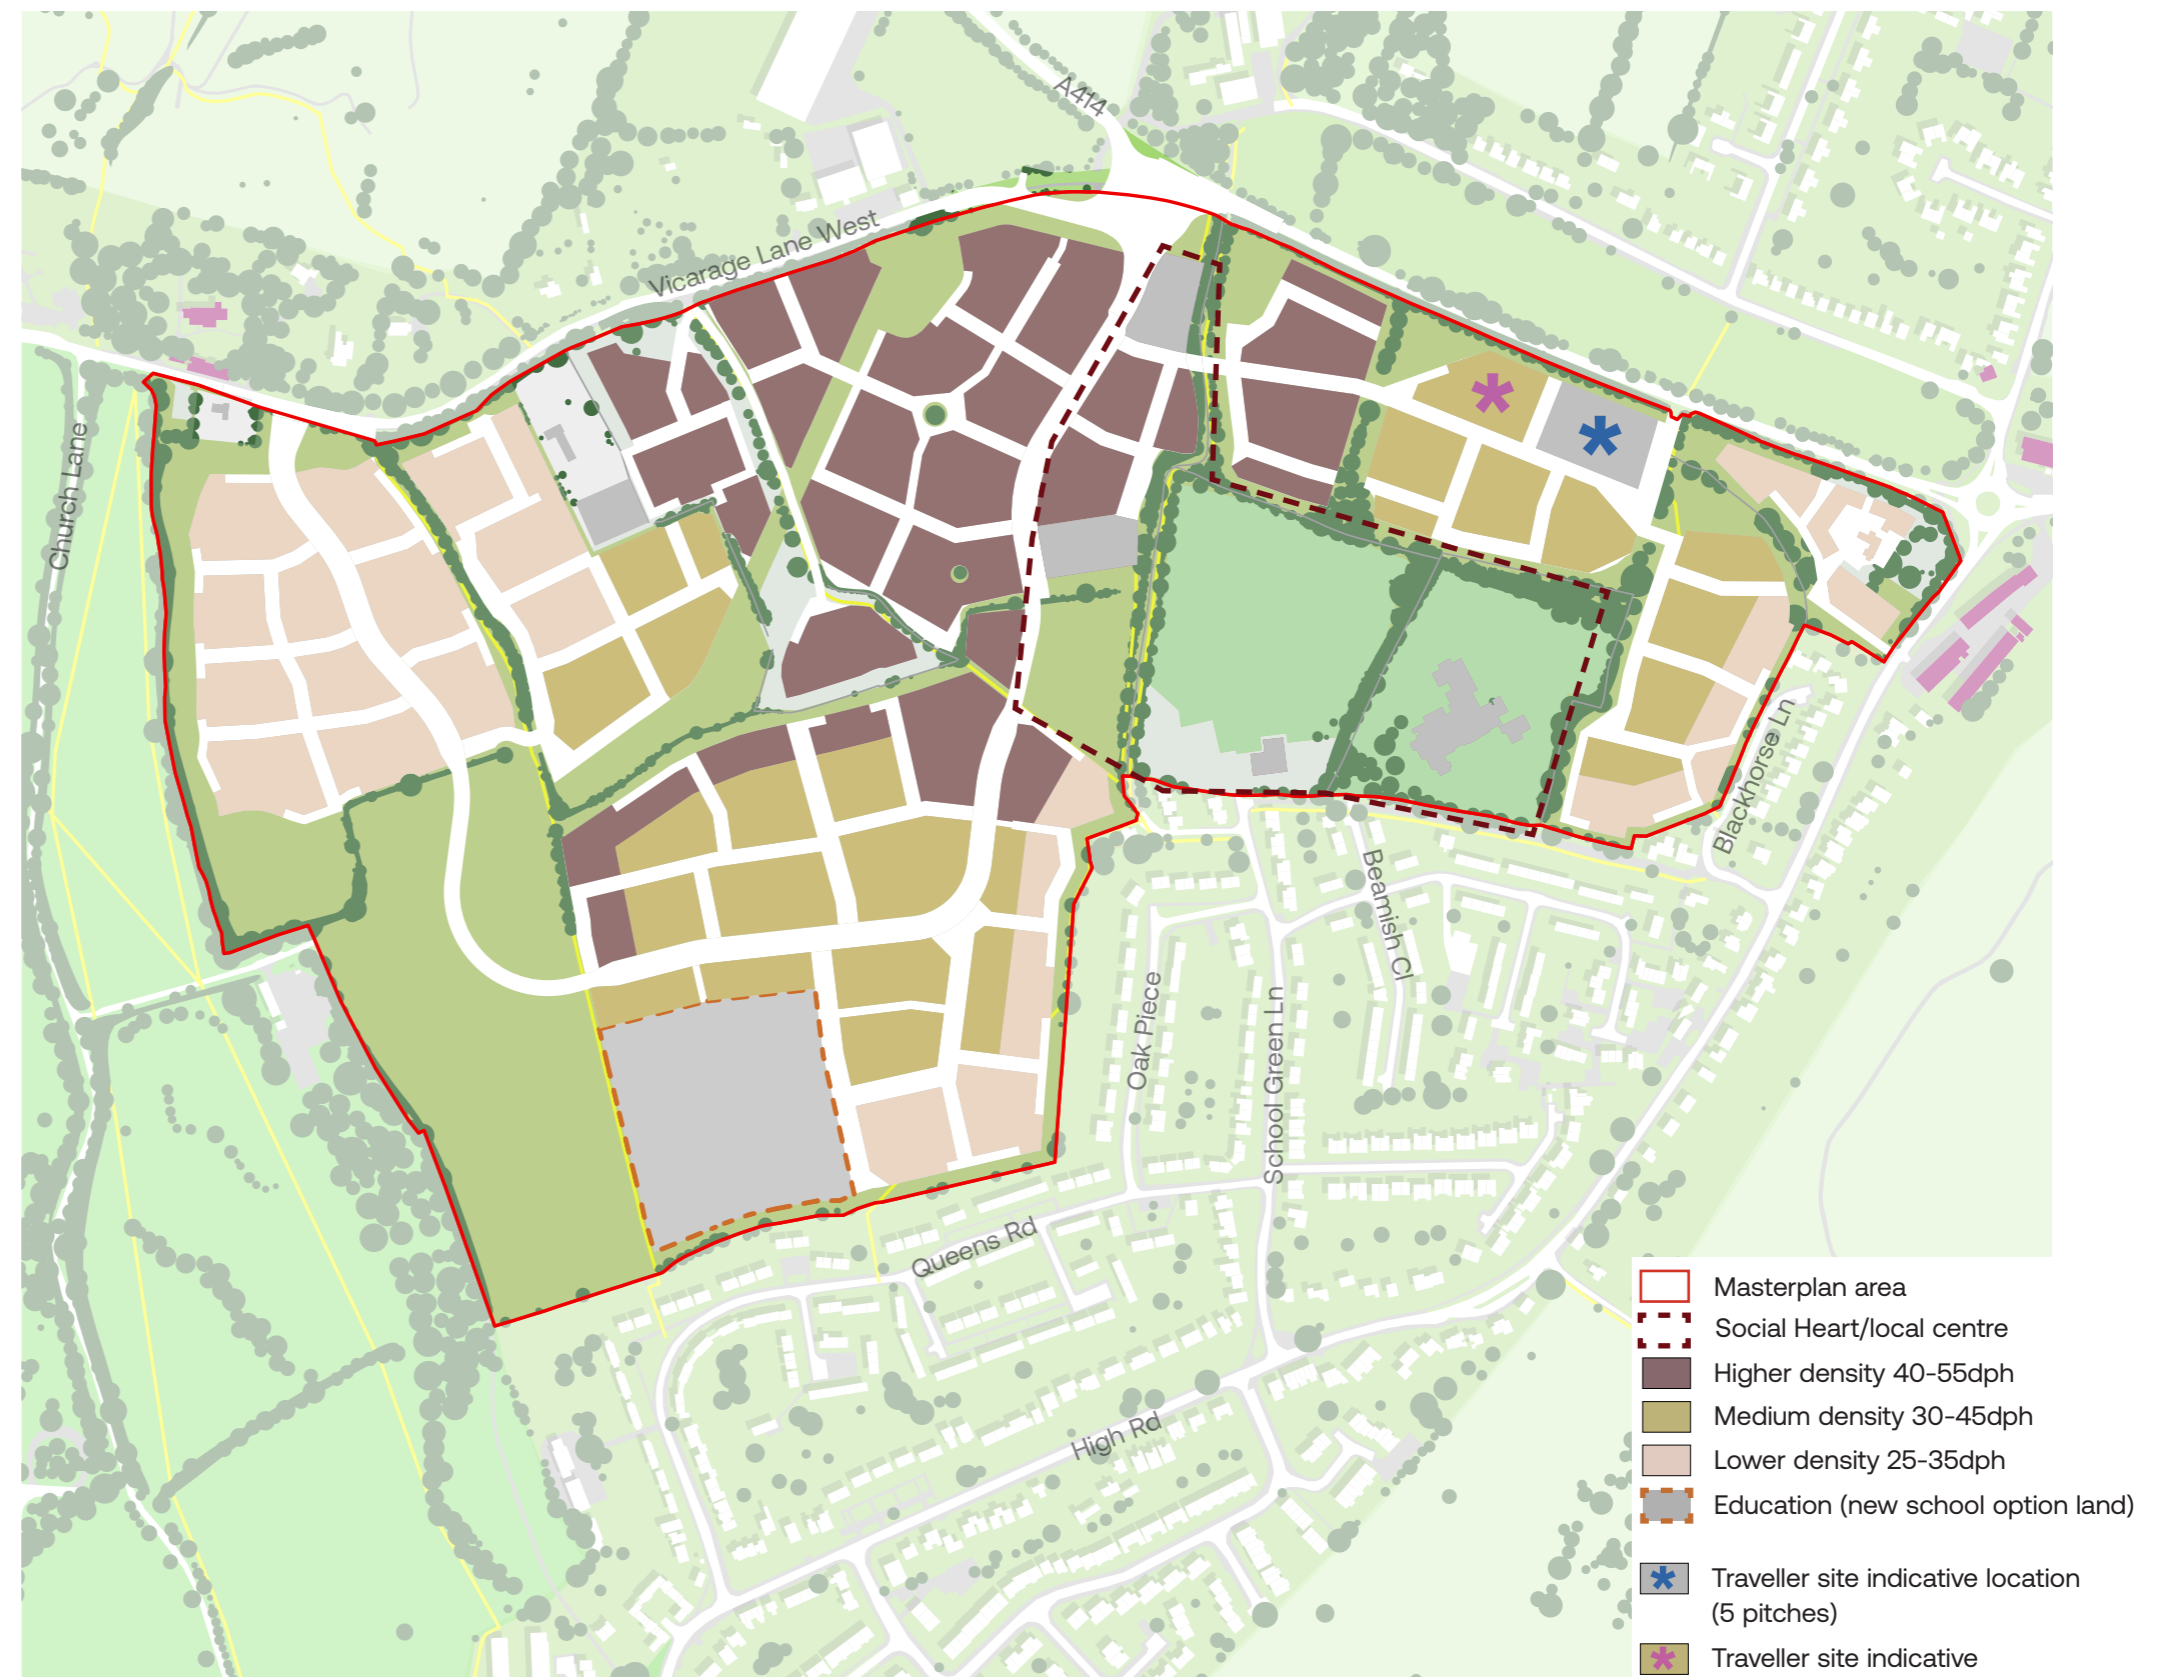 A414
Vicarage Lane West
Church Lane
Blackhorse Ln
Beamish Cl
Oak Piece
School Green Ln
Queens Rd
High Rd
Masterplan area
Social Heart/local centre
Higher density 40-55dph
Medium density 30-45dph
Lower density 25-35dph
Education (new school option land)
Traveller site indicative location
(5 pitches)
Traveller site indicative